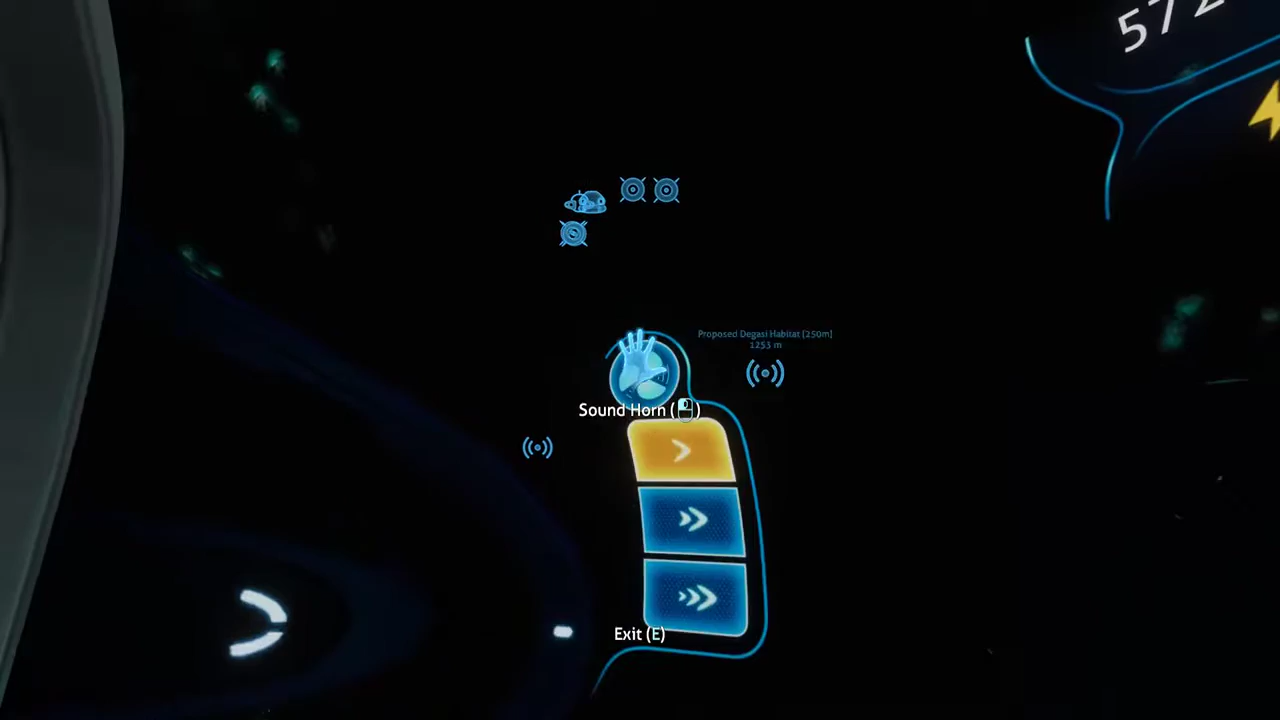 572
Proposed Degasi Habitat [250m]
1253 m
Sound Horn ( )
Exit (E)